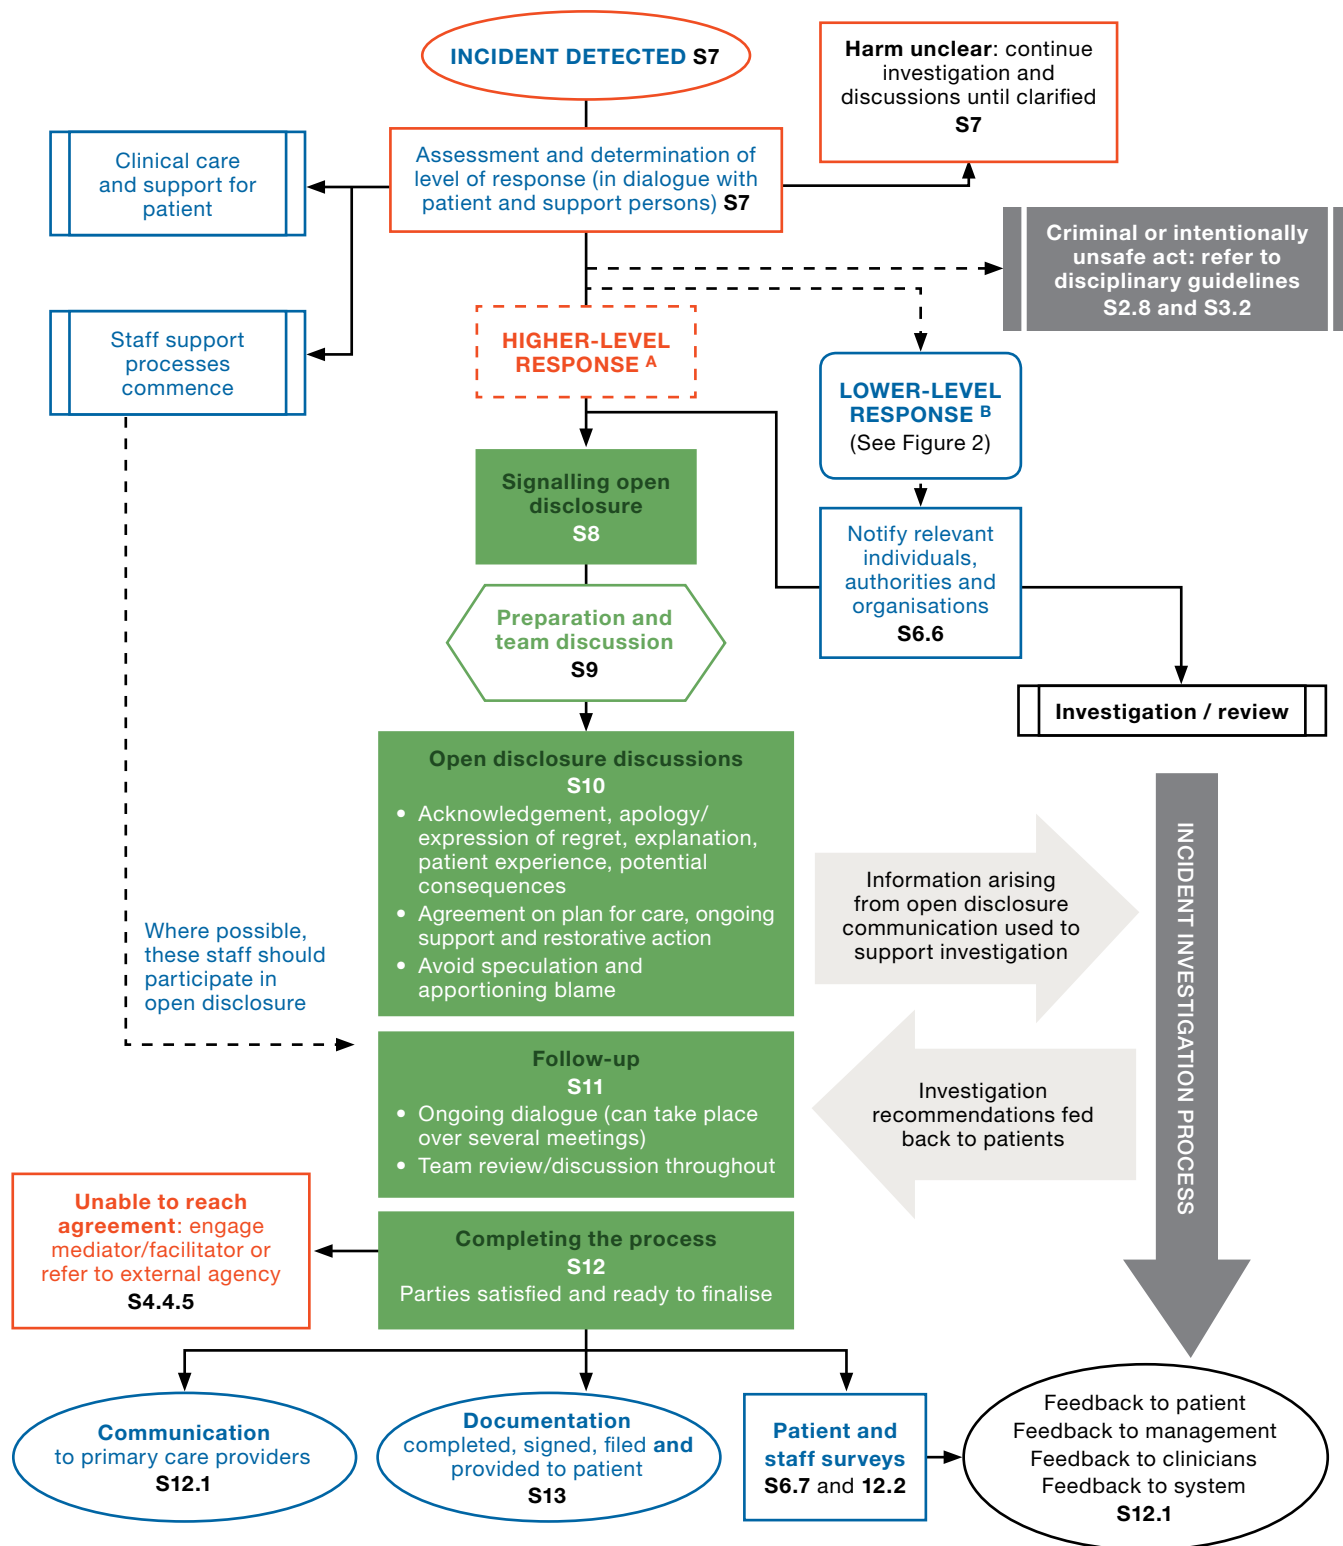 INCIDENT DETECTED S7
Harm unclear: continue
investigation and
discussions until clarified
S7
Clinical care
and support for
patient
Assessment and determination of
level of response (in dialogue with
patient and support persons) S7
Criminal or intentionally
unsafe act: refer to
disciplinary guidelines
S2.8 and S3.2
Staff support
processes
commence
HIGHER-LEVEL
RESPONSE A
LOWER-LEVEL
RESPONSE B
(See Figure 2)
Signalling open
disclosure
S8
Notify relevant
individuals,
authorities and
organisations
S6.6
Preparation and
team discussion
S9
Investigation / review
Open disclosure discussions
S10
• Acknowledgement, apology/
expression of regret, explanation,
patient experience, potential
consequences
• Agreement on plan for care, ongoing
support and restorative action
• Avoid speculation and
apportioning blame
Information arising
from open disclosure
communication used to
support investigation
INCIDENT INVESTIGATION PROCESS
Where possible,
these staff should
participate in
open disclosure
Follow-up
S11
• Ongoing dialogue (can take place
over several meetings)
• Team review/discussion throughout
Investigation
recommendations fed
back to patients
Unable to reach
agreement: engage
mediator/facilitator or
refer to external agency
S4.4.5
Completing the process
S12
Parties satisfied and ready to finalise
Communication
to primary care providers
S12.1
Documentation
completed, signed, filed and
provided to patient
S13
Patient and
staff surveys
S6.7 and 12.2
Feedback to patient
Feedback to management
Feedback to clinicians
Feedback to system
S12.1